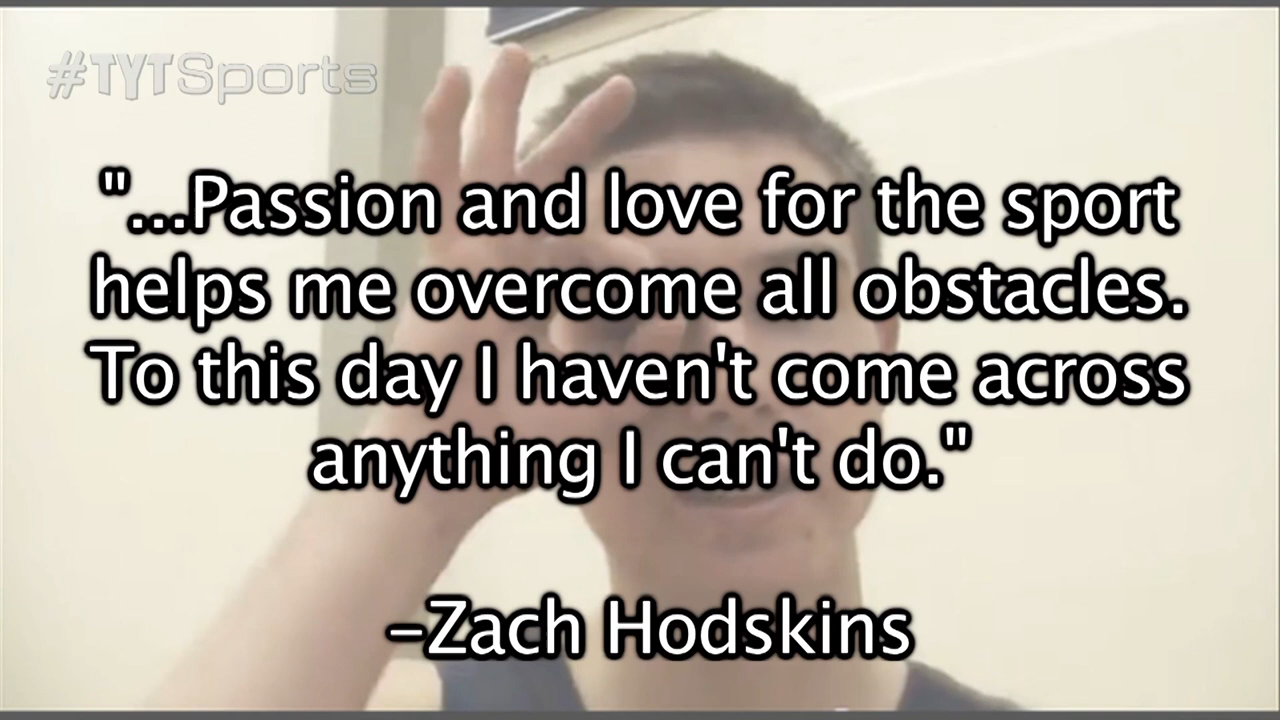 #TYTSports
"...Passion and love for the sport
helps me overcome all obstacles.
To this day I haven't come across
anything I can't do."
–Zach Hodskins